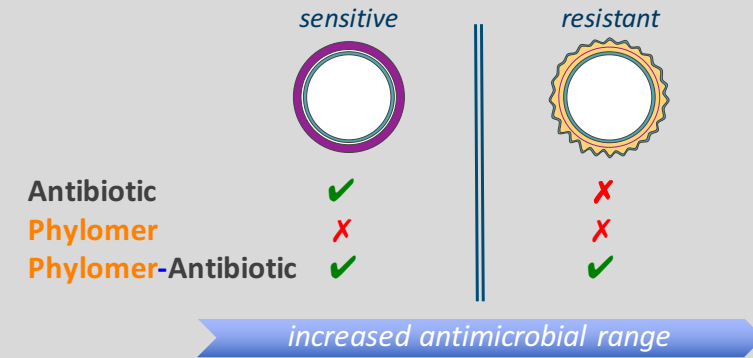 sensitive resistant
Antibiotic ✔ ✘
Phylomer ✗ ✗
Phylomer-Antibiotic ✔ ✔
increased antimicrobial range